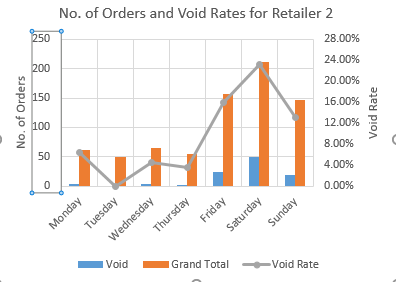 No. of Orders and Void Rates for Retailer 2
250
200
150
100
50
0
No. of Orders
28.00%
24.00%
20.00%
16.00%
12.00%
8.00%
4.00%
0.00%
Void Rate
Monday
Tuesday
Wednesday
Thursday
Friday
Saturday
Sunday
Void Grand Total Void Rate